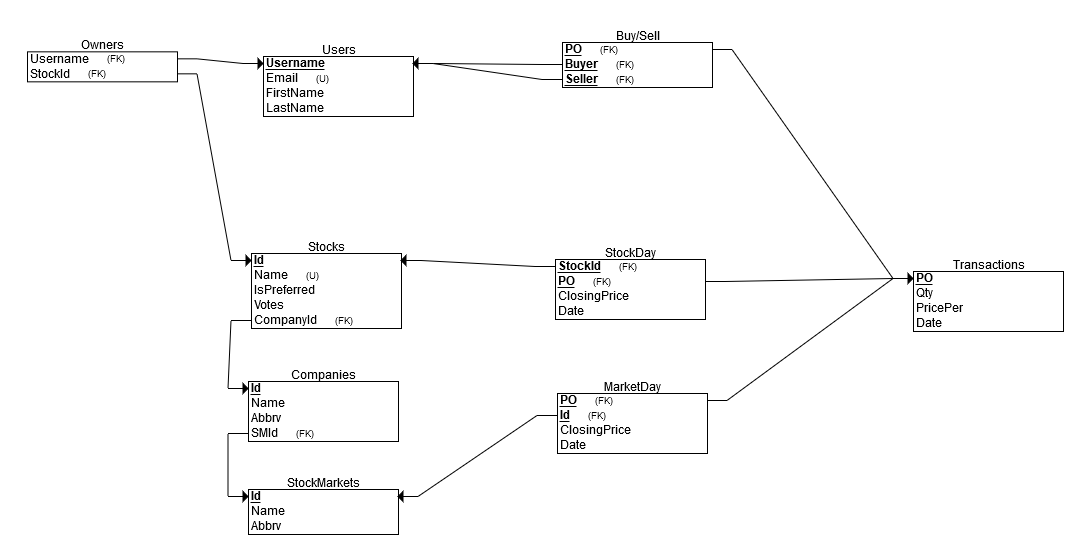 Owners
Username (FK)
StockId (FK)
Users
Username
Email (U)
FirstName
LastName
Buy/Sell
PO (FK)
Buyer (FK)
Seller (FK)
Stocks
Id
Name (U)
IsPreferred
Votes
CompanyId (FK)
StockDay
StockId (FK)
PO (FK)
ClosingPrice
Date
Transactions
PO
Qty
PricePer
Date
Companies
Id
Name
Abbrv
SMId (FK)
MarketDay
PO (FK)
Id (FK)
ClosingPrice
Date
StockMarkets
Id
Name
Abbrv